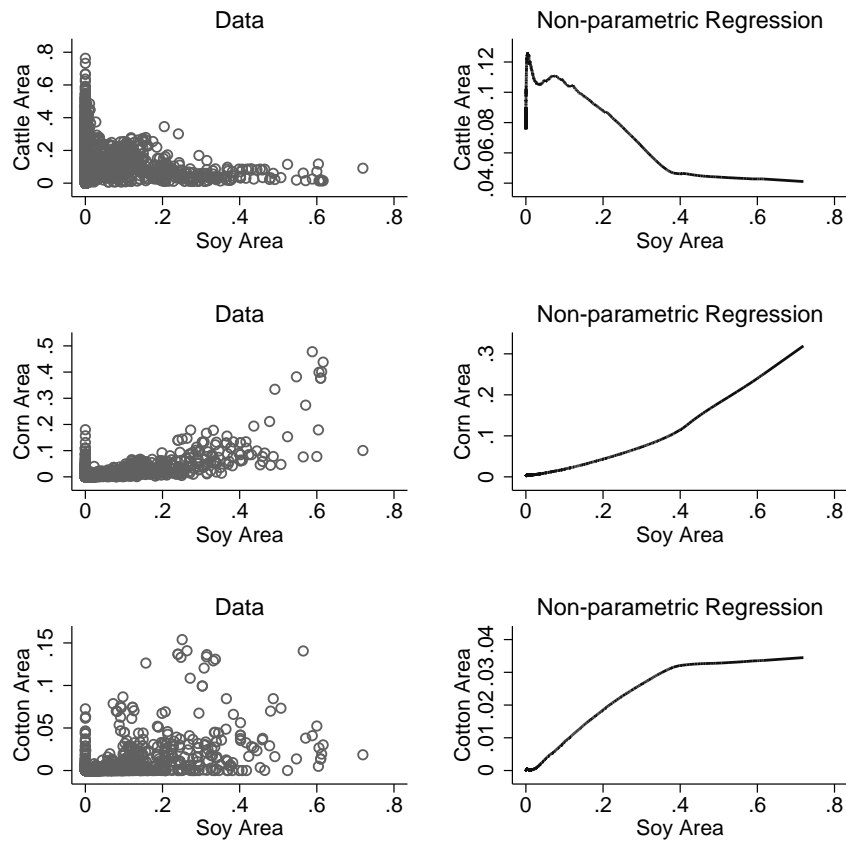 Data
Cattle Area
0 .2 .4 .6 .8
0 .2 .4 .6 .8
Soy Area
Non-parametric Regression
Cattle Area
.04 .06 .08 .1 .12
0 .2 .4 .6 .8
Soy Area
Data
Corn Area
0 .1 .2 .3 .4 .5
0 .2 .4 .6 .8
Soy Area
Non-parametric Regression
Corn Area
0 .1 .2 .3
0 .2 .4 .6 .8
Soy Area
Data
Cotton Area
0 .05 .1 .15
0 .2 .4 .6 .8
Soy Area
Non-parametric Regression
Cotton Area
0 .01 .02 .03 .04
0 .2 .4 .6 .8
Soy Area